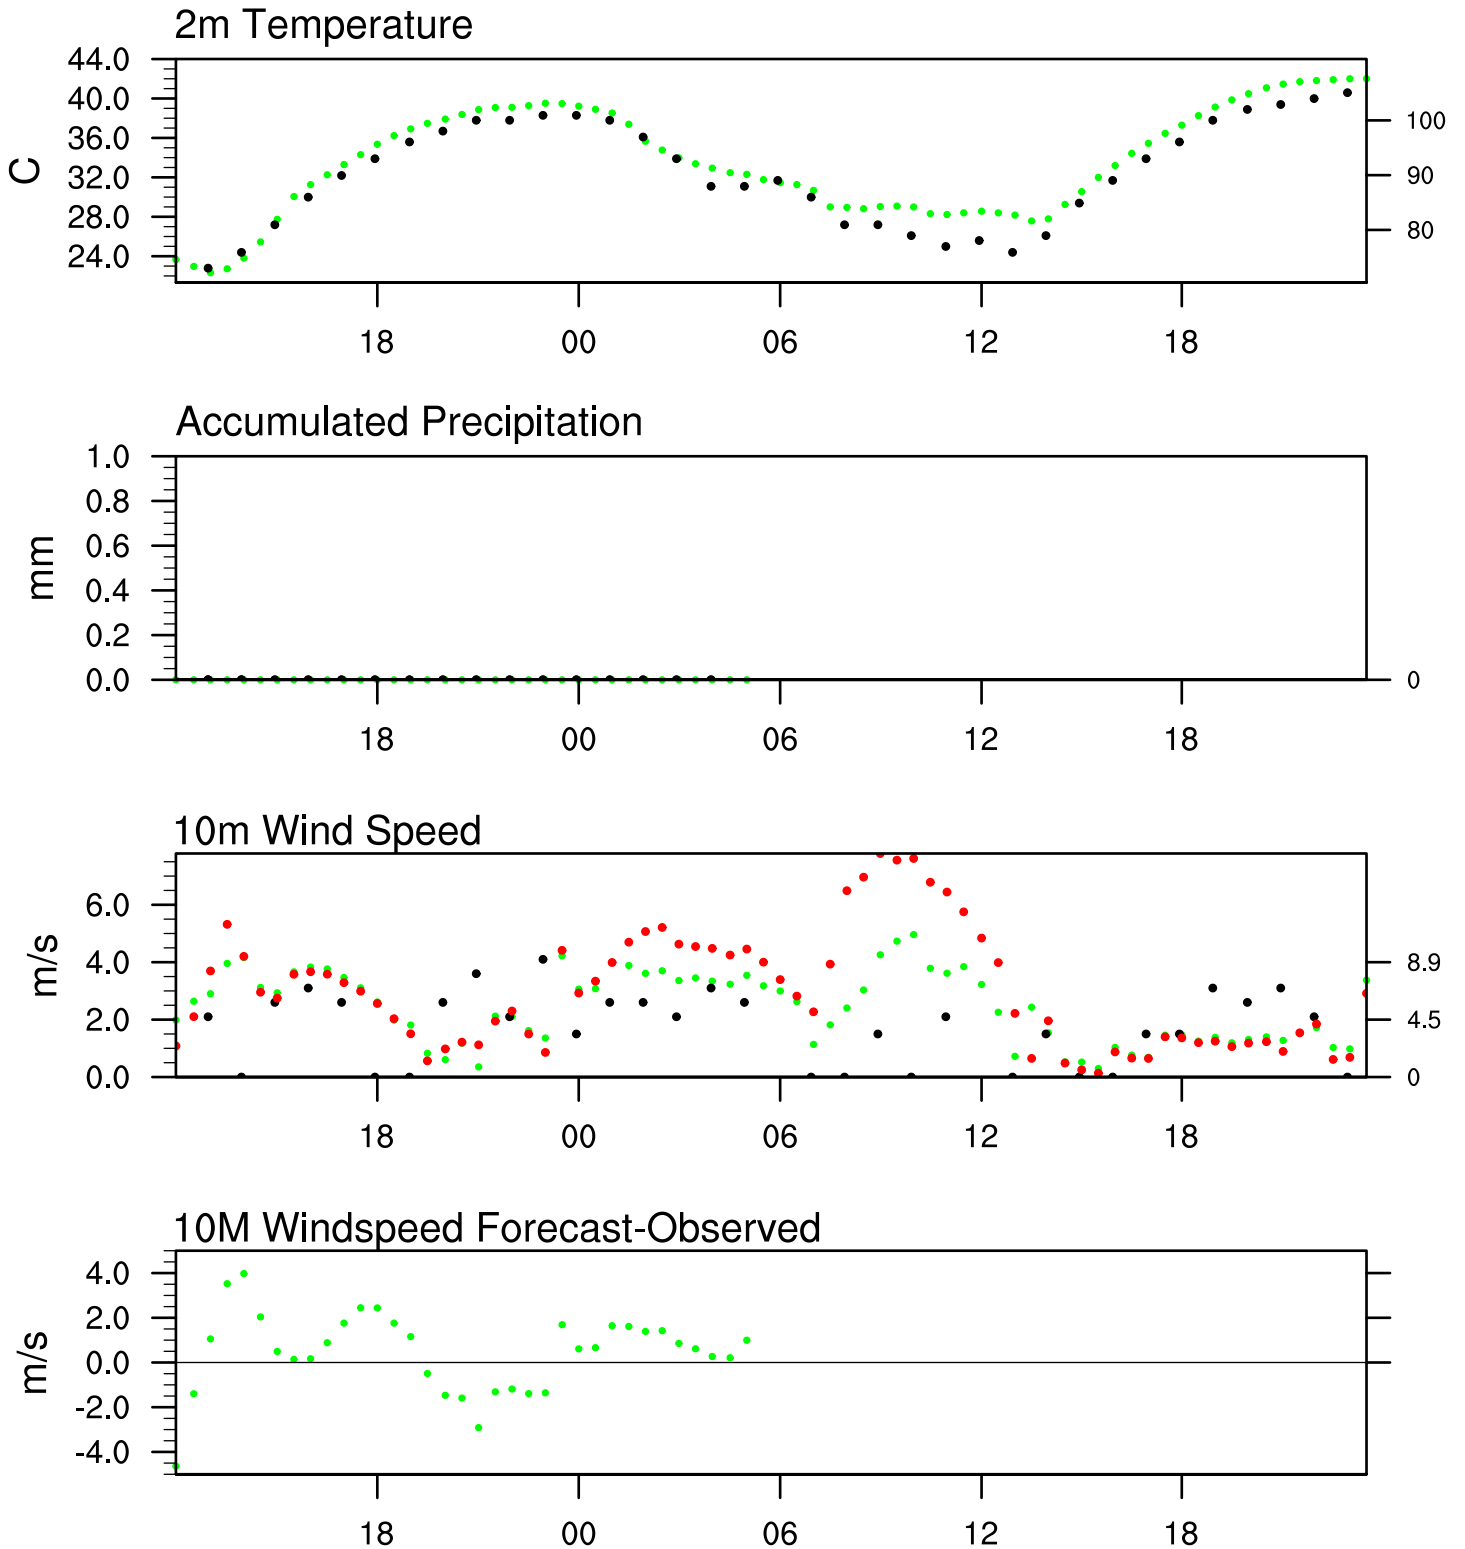 2m Temperature
44.0
40.0
36.0
32.0
28.0
24.0
C
100
90
80
18 00 06 12 18
Accumulated Precipitation
1.0
0.8
0.6
0.4
0.2
0.0
mm
0
18 00 06 12 18
10m Wind Speed
6.0
4.0
2.0
0.0
m/s
8.9
4.5
0
18 00 06 12 18
10M Windspeed Forecast-Observed
4.0
2.0
0.0
-2.0
-4.0
m/s
18 00 06 12 18